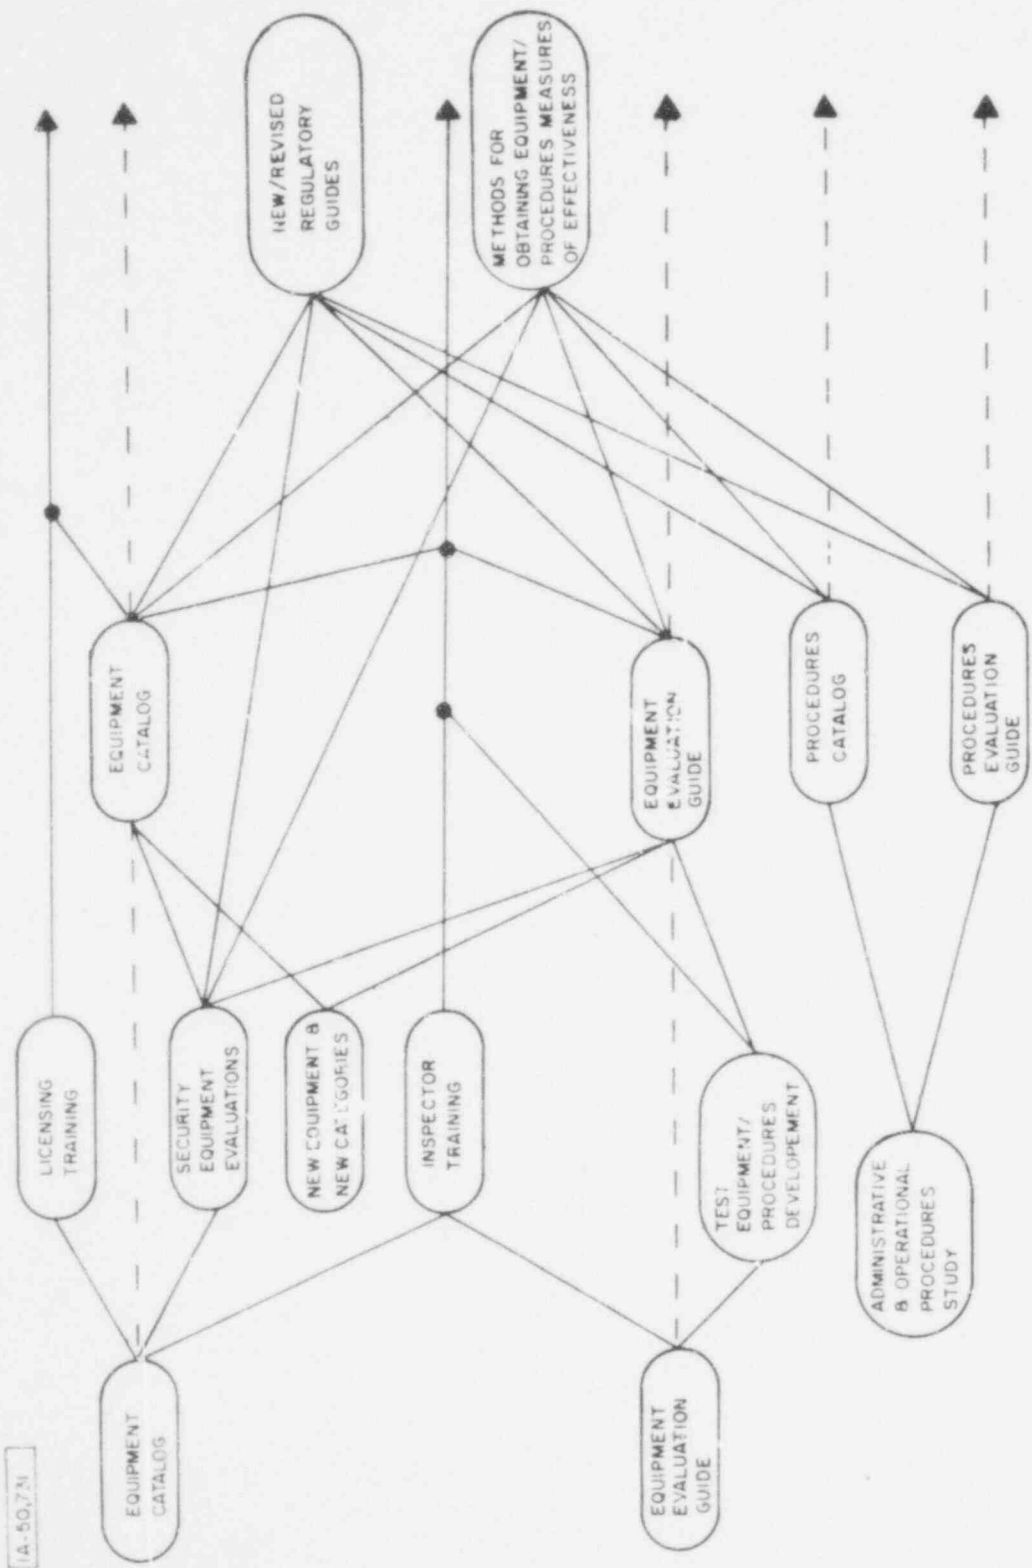 IA-50,731
EQUIPMENT
CATALOG
EQUIPMENT
EVALUATION
GUIDE
LICENSING
TRAINING
SECURITY
EQUIPMENT
EVALUATIONS
NEW EQUIPMENT &
NEW CATEGORIES
INSPECTOR
TRAINING
TEST
EQUIPMENT/
PROCEDURES
DEVELOPEMENT
ADMINISTRATIVE
& OPERATIONAL
PROCEDURES
STUDY
EQUIPMENT
CATALOG
EQUIPMENT
EVALUATION
GUIDE
PROCEDURES
CATALOG
PROCEDURES
EVALUATION
GUIDE
NEW/REVISED
REGULATORY
GUIDES
METHODS FOR
OBTAINING EQUIPMENT/
PROCEDURES MEASURES
OF EFFECTIVENESS